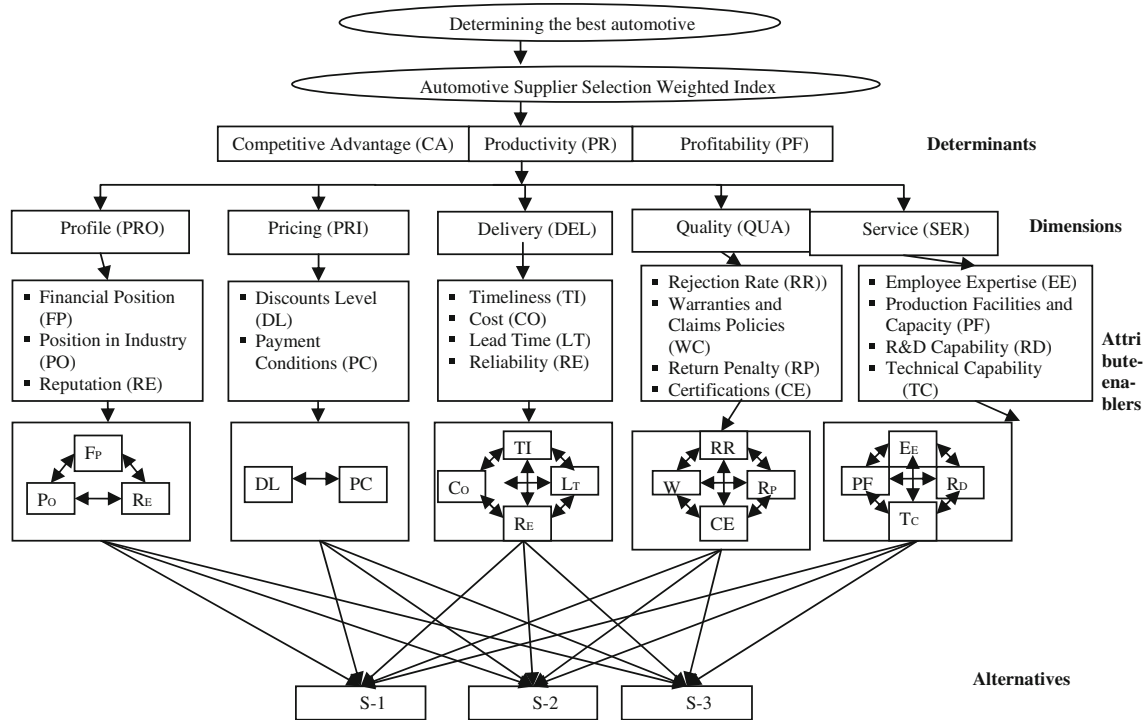 Determining the best automotive
Automotive Supplier Selection Weighted Index
Competitive Advantage (CA)
Productivity (PR)
Profitability (PF)
Determinants
Profile (PRO)
Pricing (PRI)
Delivery (DEL)
Quality (QUA)
Service (SER)
Dimensions
▪ Financial Position
(FP)
▪ Position in Industry
(PO)
▪ Reputation (RE)
▪ Discounts Level
(DL)
▪ Payment
Conditions (PC)
▪ Timeliness (TI)
▪ Cost (CO)
▪ Lead Time (LT)
▪ Reliability (RE)
▪ Rejection Rate (RR))
▪ Warranties and
Claims Policies
(WC)
▪ Return Penalty (RP)
▪ Certifications (CE)
▪ Employee Expertise (EE)
▪ Production Facilities and
Capacity (PF)
▪ R&D Capability (RD)
▪ Technical Capability
(TC)
Attri
bute-
ena-
blers
FP
PO
RE
DL
PC
TI
CO
LT
RE
RR
W
RP
CE
EE
PF
RD
TC
S-1
S-2
S-3
Alternatives